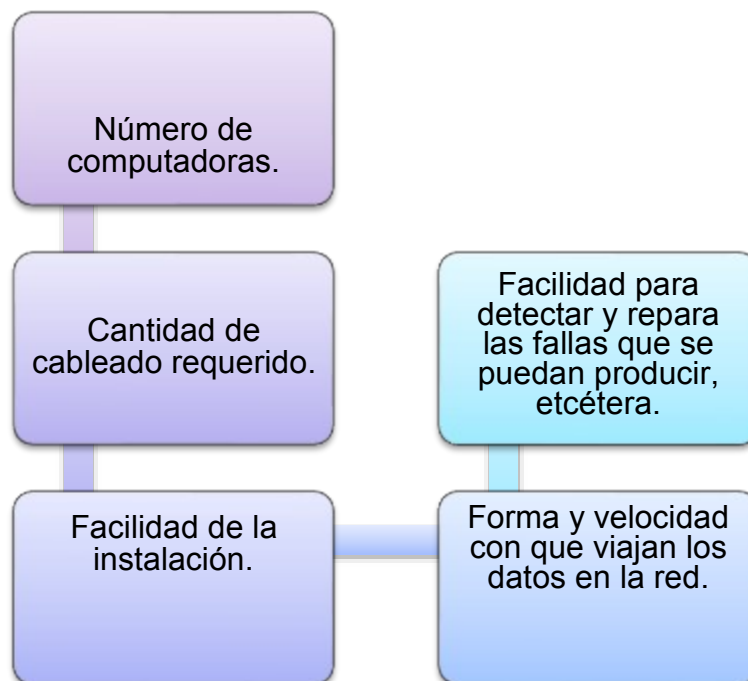 Número de
computadoras.
Cantidad de
cableado requerido.
Facilidad de la
instalación.
Forma y velocidad
con que viajan los
datos en la red.
Facilidad para
detectar y repara
las fallas que se
puedan producir,
etcétera.